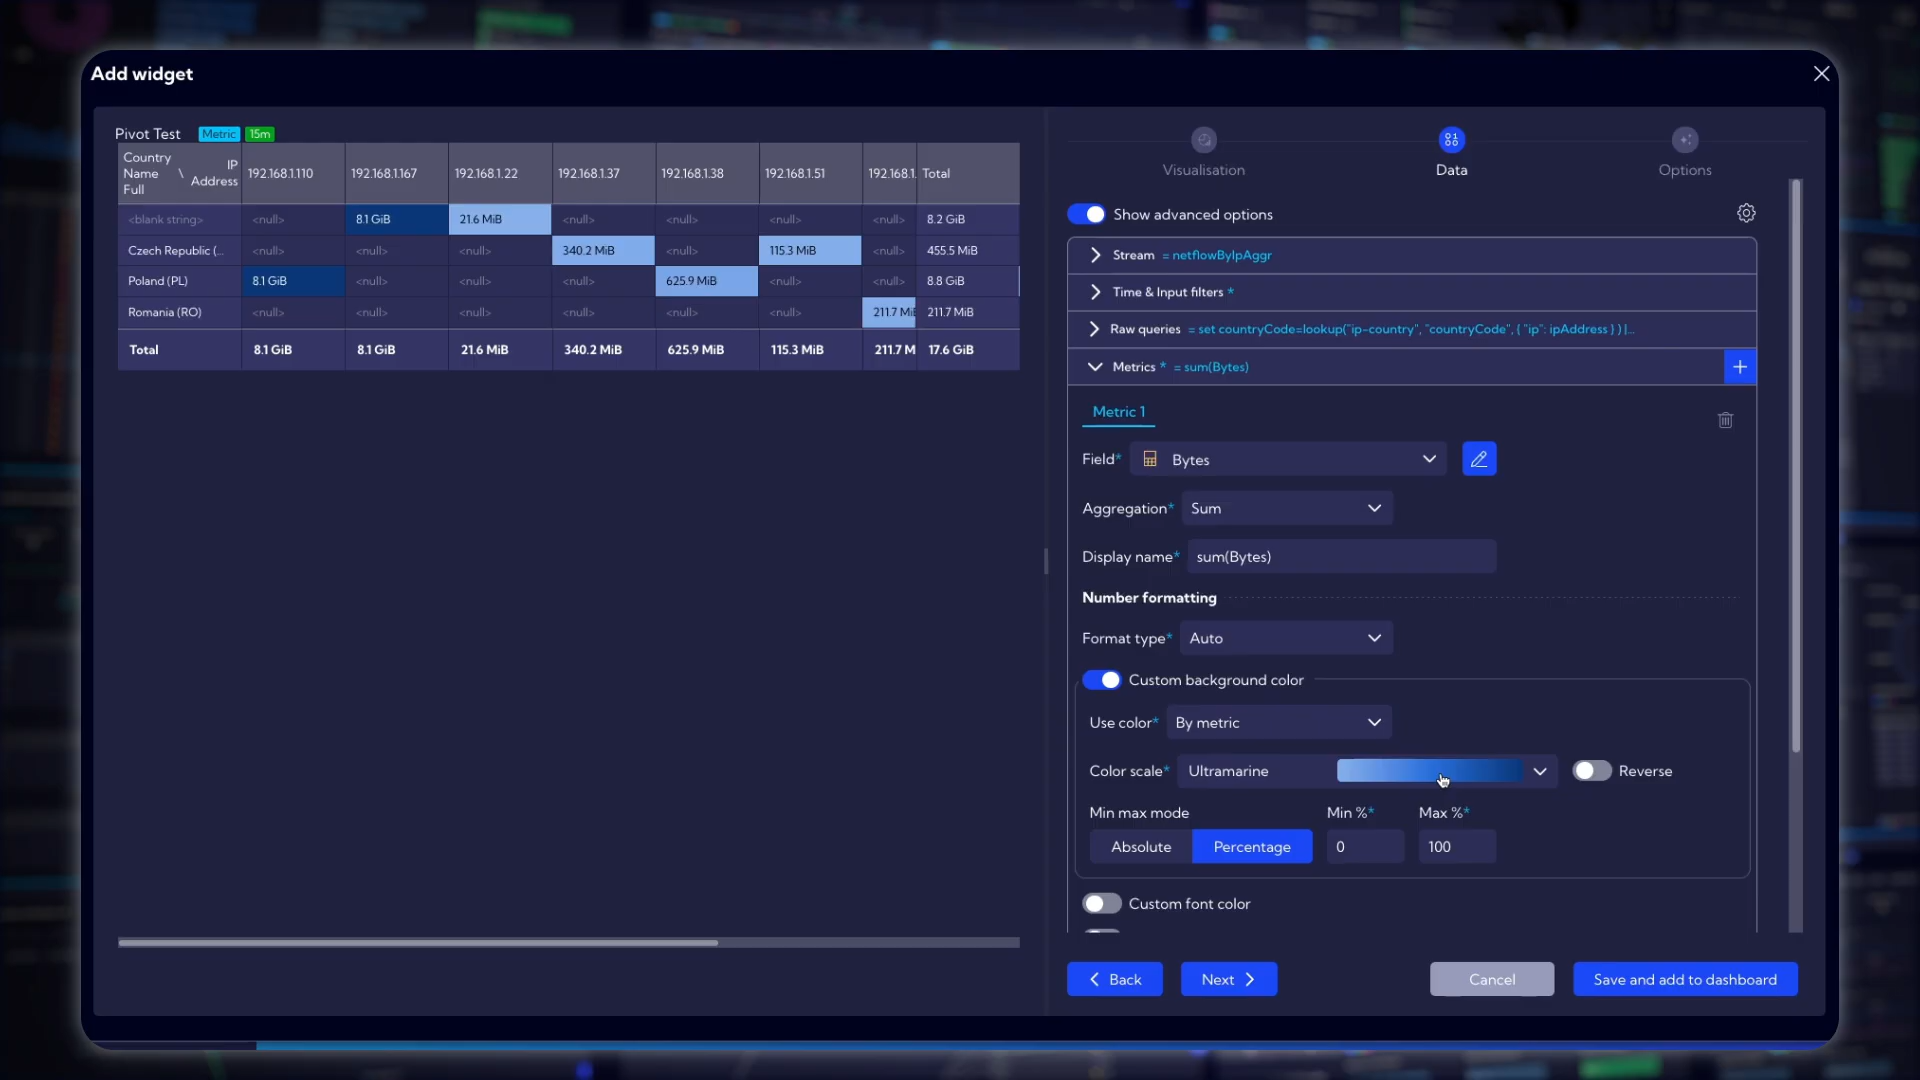 Add widget
Pivot Test Metric 15m
Country Name Full \ IP Address 192.168.1.110 192.168.1.167 192.168.1.22 192.168.1.37 192.168.1.38 192.168.1.51 192.168.1. Total
<blank string> <null> 8.1 GiB 21.6 MiB <null> <null> <null> <null> 8.2 GiB
Czech Republic (... <null> <null> <null> 340.2 MiB <null> 115.3 MiB <null> 455.5 MiB
Poland (PL) 8.1 GiB <null> <null> <null> 625.9 MiB <null> <null> 8.8 GiB
Romania (RO) <null> <null> <null> <null> <null> <null> 211.7 MiB 211.7 MiB
Total 8.1 GiB 8.1 GiB 21.6 MiB 340.2 MiB 625.9 MiB 115.3 MiB 211.7 M 17.6 GiB
Visualisation
Data
Options
Show advanced options
Stream = netflowByIpAggr
Time & Input filters *
Raw queries = set countryCode=lookup("ip-country", "countryCode", { "ip": ipAddress } ) |...
Metrics * = sum(Bytes)
Metric 1
Field* Bytes
Aggregation* Sum
Display name* sum(Bytes)
Number formatting
Format type* Auto
Custom background color
Use color* By metric
Color scale* Ultramarine Reverse
Min max mode Min %* Max %*
Absolute Percentage 0 100
Custom font color
Back Next Cancel Save and add to dashboard